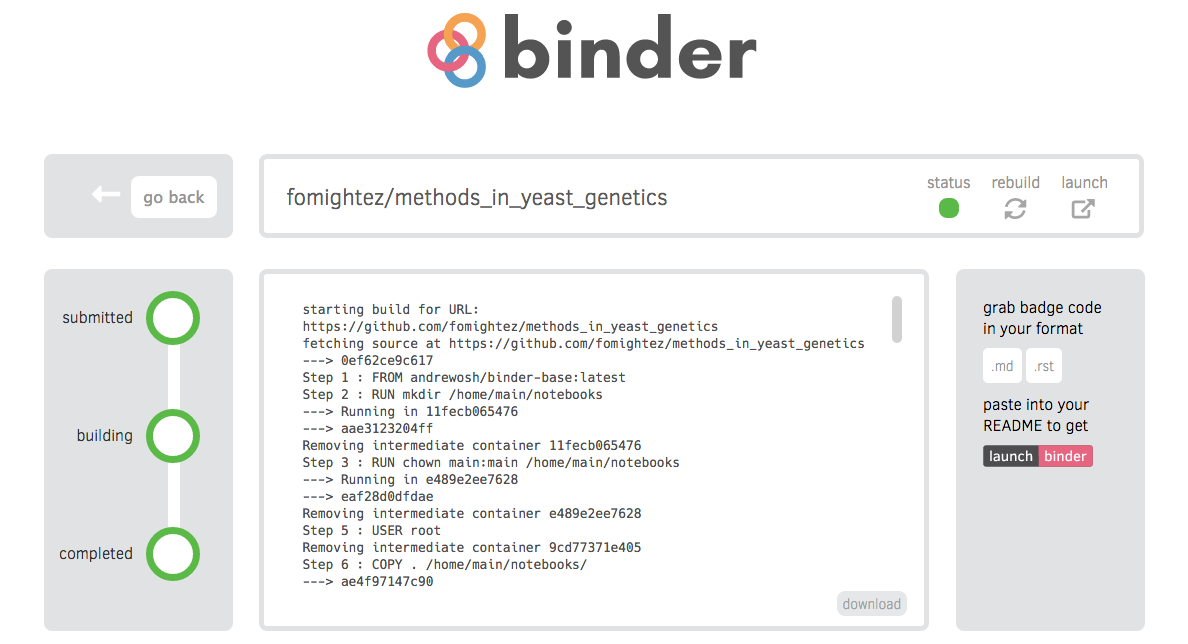 binder
go back
fomightez/methods_in_yeast_genetics
status rebuild launch
submitted
building
completed
starting build for URL:
https://github.com/fomightez/methods_in_yeast_genetics
fetching source at https://github.com/fomightez/methods_in_yeast_genetics
---> 0ef62ce9c617
Step 1 : FROM andrewosh/binder-base:latest
Step 2 : RUN mkdir /home/main/notebooks
---> Running in 11fecb065476
---> aae3123204ff
Removing intermediate container 11fecb065476
Step 3 : RUN chown main:main /home/main/notebooks
---> Running in e489e2ee7628
---> eaf28d0dfdae
Removing intermediate container e489e2ee7628
Step 5 : USER root
Removing intermediate container 9cd77371e405
Step 6 : COPY . /home/main/notebooks/
---> ae4f97147c90
download
grab badge code
in your format
.md .rst
paste into your
README to get
launch binder